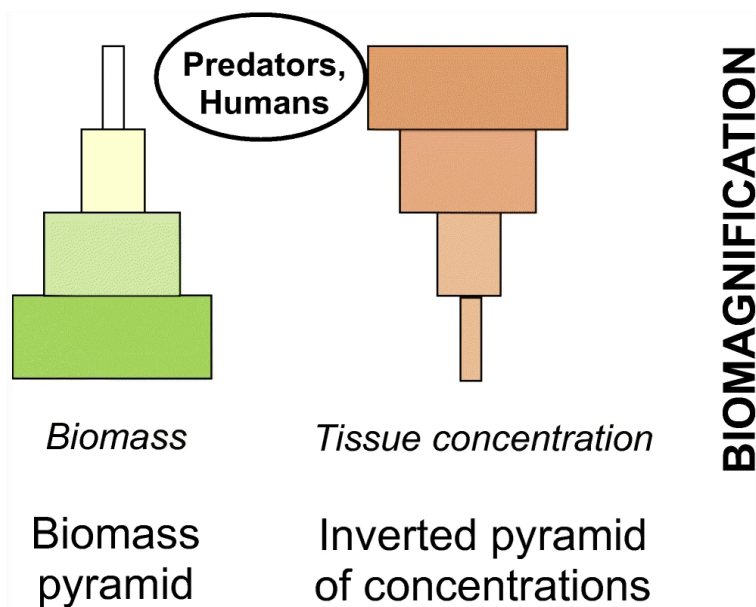 Predators,
Humans
BIOMAGNIFICATION
Biomass
Tissue concentration
Biomass
pyramid
Inverted pyramid
of concentrations